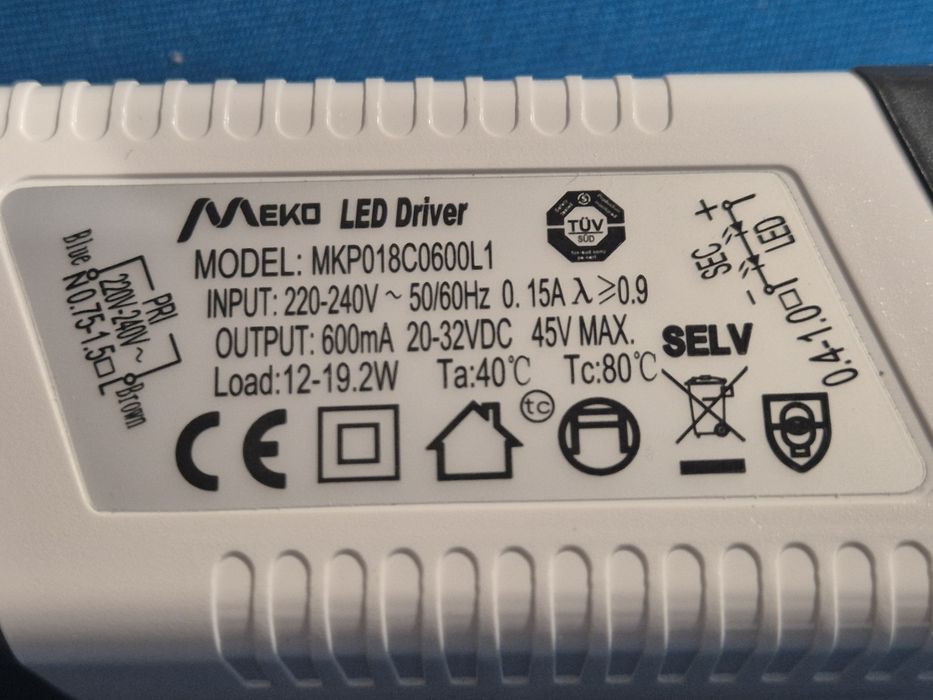 MEKO LED Driver
MODEL: MKP018C0600L1
INPUT: 220-240V ~ 50/60Hz 0. 15A λ ≥0.9
OUTPUT: 600mA 20-32VDC 45V MAX.
Load:12-19.2W Ta:40℃ Tc:80℃
SELV
tc
CE
TÜV
SÜD
PRI
220V-240V~
Blue
N
0.75-1.5□
L
Brown
SEC
+
-
LED
0.4-1.0□